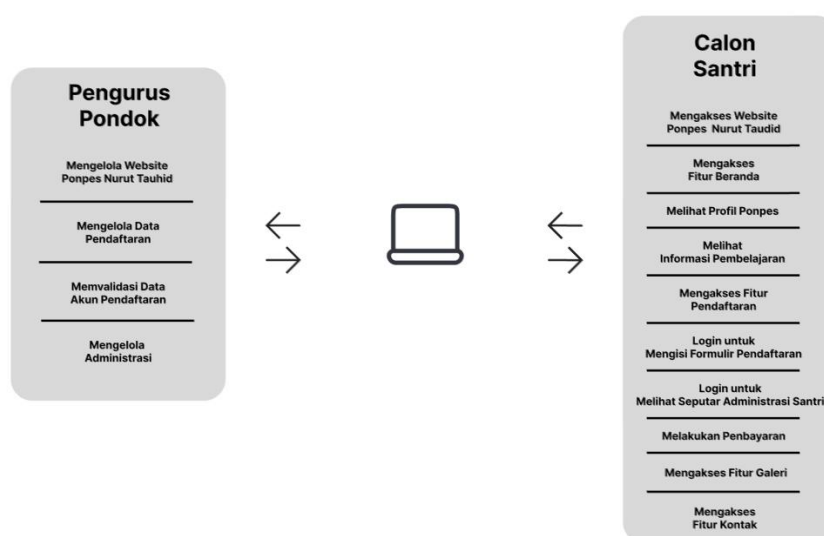 Pengurus
Pondok
Mengelola Website
Ponpes Nurut Tauhid
Mengelola Data
Pendaftaran
Memvalidasi Data
Akun Pendaftaran
Mengelola
Administrasi
Calon
Santri
Mengakses Website
Ponpes Nurut Taudid
Mengakses
Fitur Beranda
Melihat Profil Ponpes
Melihat
Informasi Pembelajaran
Mengakses Fitur
Pendaftaran
Login untuk
Mengisi Formulir Pendaftaran
Login untuk
Melihat Seputar Administrasi Santri
Melakukan Penbayaran
Mengakses Fitur Galeri
Mengakses
Fitur Kontak